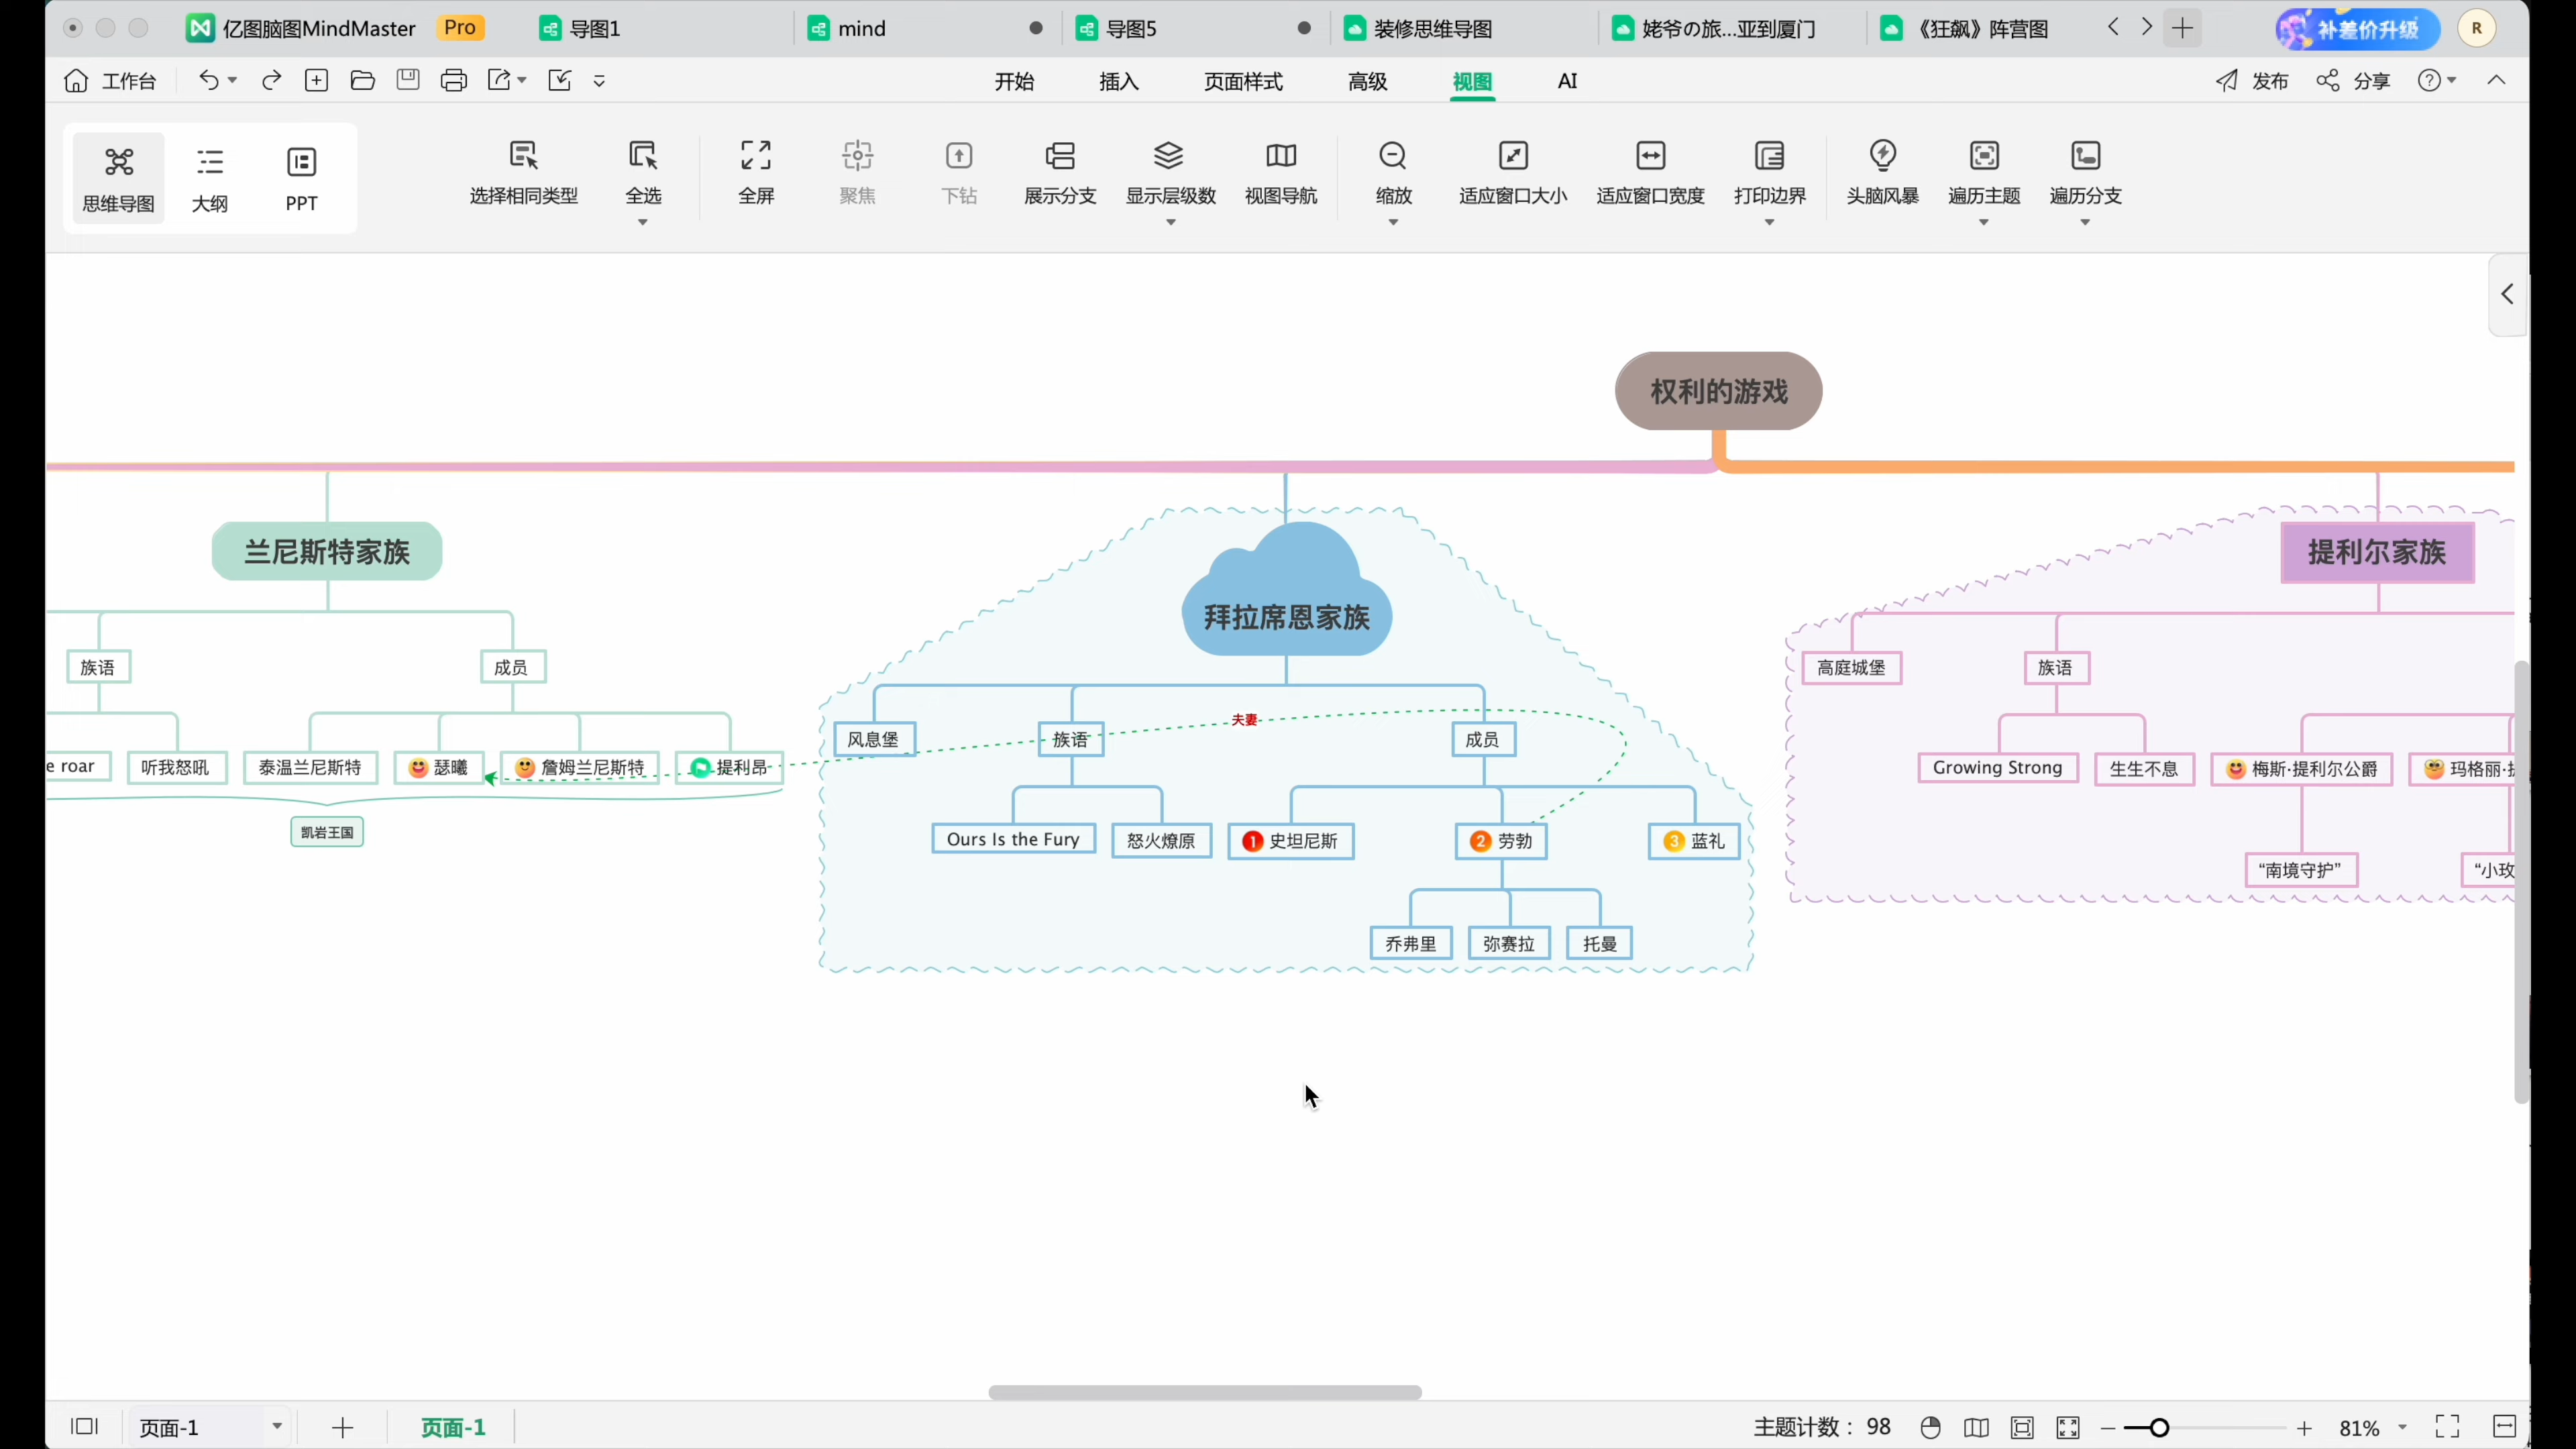 亿图脑图MindMaster Pro 导图1 mind 导图5 装修思维导图 姥爷の旅...亚到厦门 《狂飙》阵营图 补差价升级 R
工作台 开始 插入 页面样式 高级 视图 AI 发布 分享
思维导图 大纲 PPT 选择相同类型 全选 全屏 聚焦 下钻 展示分支 显示层级数 视图导航 缩放 适应窗口大小 适应窗口宽度 打印边界 头脑风暴 遍历主题 遍历分支
权利的游戏
兰尼斯特家族
拜拉席恩家族
提利尔家族
族语 成员
e roar 听我怒吼 泰温兰尼斯特 瑟曦 詹姆兰尼斯特 提利昂
凯岩王国
夫妻
风息堡 族语 成员
Ours Is the Fury 怒火燎原 1 史坦尼斯 2 劳勃 3 蓝礼
乔弗里 弥赛拉 托曼
高庭城堡 族语
Growing Strong 生生不息 梅斯·提利尔公爵 玛格丽·
“南境守护” “小玫
页面-1 页面-1 主题计数： 98 81%